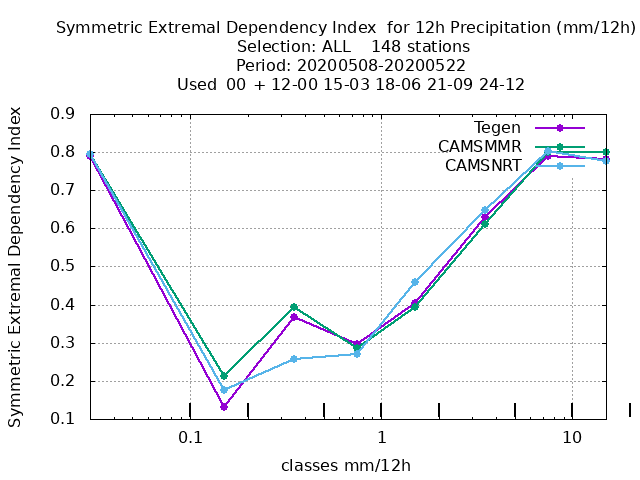 Symmetric Extremal Dependency Index  for 12h Precipitation (mm/12h)
Selection: ALL    148 stations
Period: 20200508-20200522
Used  00 + 12-00 15-03 18-06 21-09 24-12
Symmetric Extremal Dependency Index
0.9
0.8
0.7
0.6
0.5
0.4
0.3
0.2
0.1
Tegen
CAMSMMR
CAMSNRT
0.1 1 10
classes mm/12h